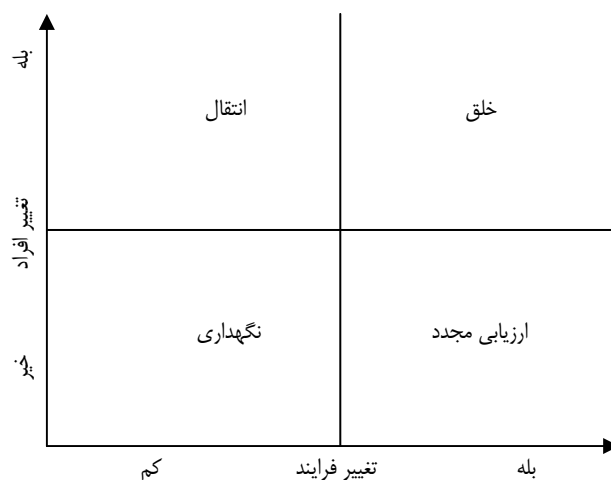 بله
خلق
انتقال
تغییر افراد
ارزیابی مجدد
نگهداری
خیر
بله
تغییر فرایند
کم